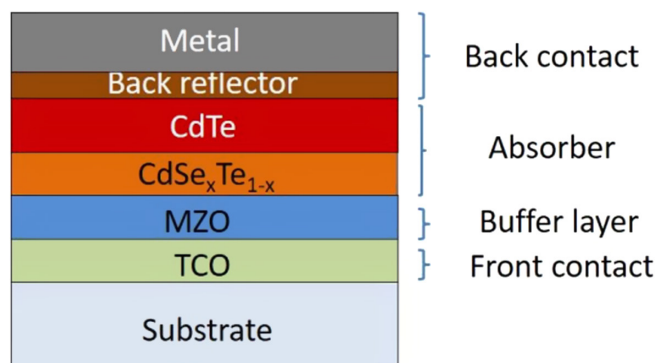 Metal
Back reflector
Back contact
CdTe
CdSexTe1-x
Absorber
MZO
Buffer layer
TCO
Front contact
Substrate